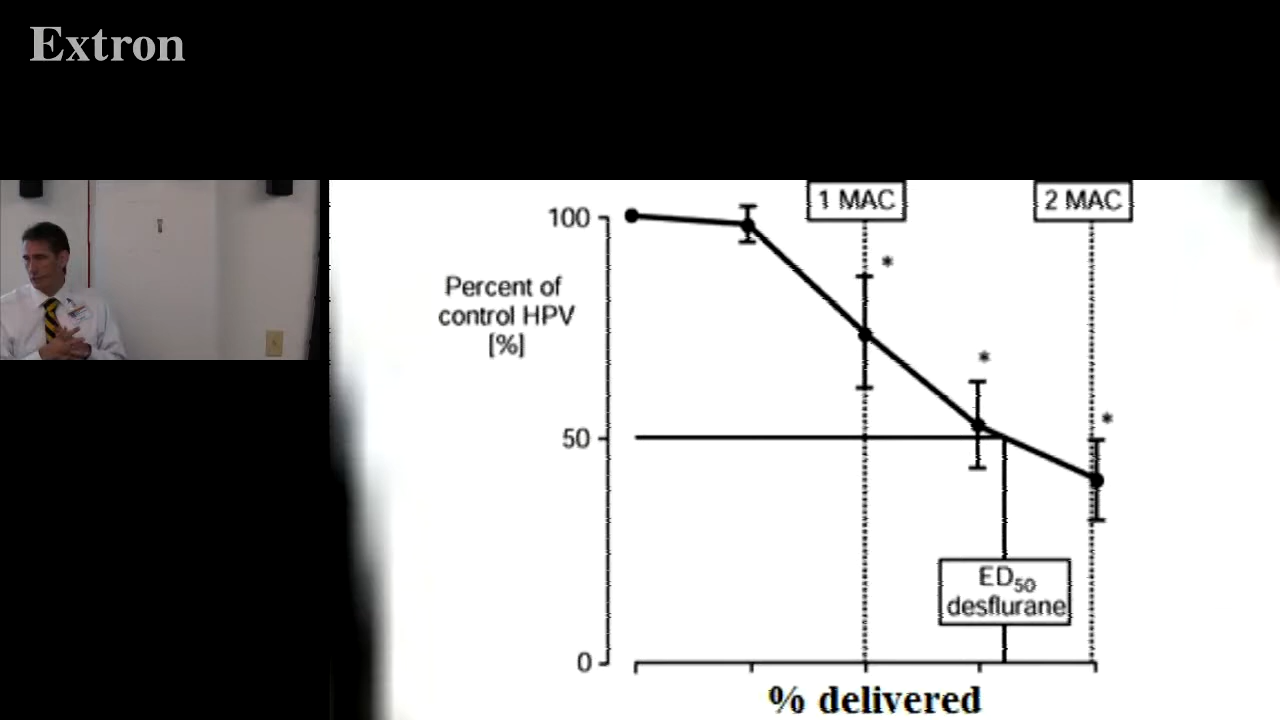 Extron
1 MAC
2 MAC
100
*
Percent of
control HPV
[%]
*
*
50
ED50
desflurane
0
% delivered